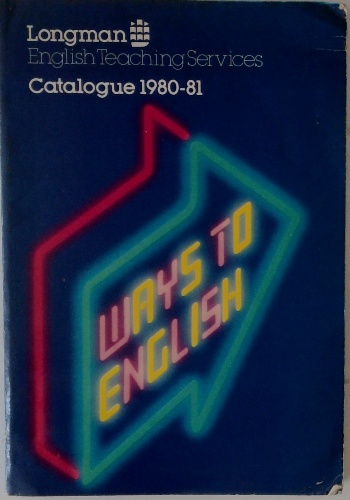 Longman
English Teaching Services
Catalogue 1980-81
WAYS TO
ENGLISH